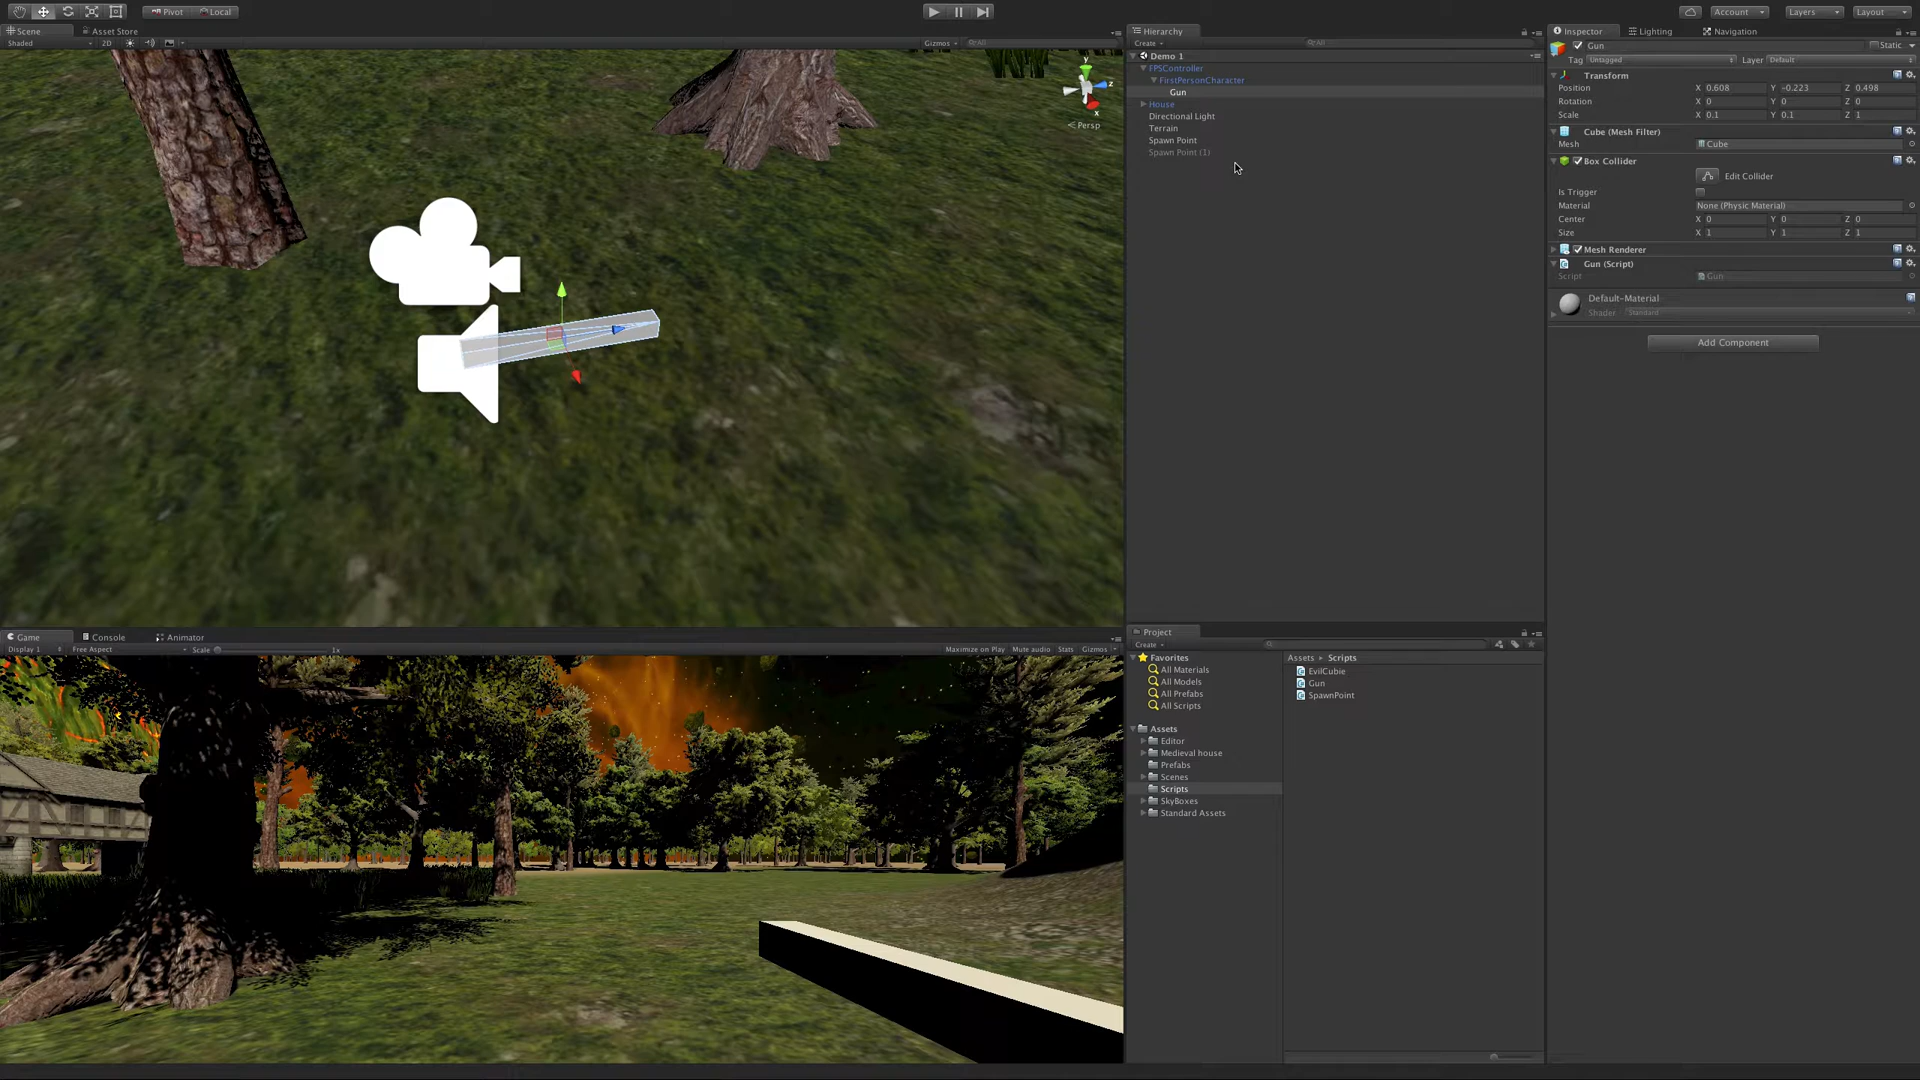 Pivot Local
Account Layers Layout
Scene Asset Store
Shaded 2D Gizmos All
y
z
x
Persp
Hierarchy
Create All
Demo 1
FPSController
FirstPersonCharacter
Gun
House
Directional Light
Terrain
Spawn Point
Spawn Point (1)
Inspector Lighting Navigation
Gun Static
Tag Untagged Layer Default
Transform
Position X 0.608 Y -0.223 Z 0.498
Rotation X 0 Y 0 Z 0
Scale X 0.1 Y 0.1 Z 1
Cube (Mesh Filter)
Mesh Cube
Box Collider
Edit Collider
Is Trigger
Material None (Physic Material)
Center X 0 Y 0 Z 0
Size X 1 Y 1 Z 1
Mesh Renderer
Gun (Script)
Script Gun
Default-Material
Shader Standard
Add Component
Game Console Animator
Display 1 Free Aspect Scale 1x Maximize on Play Mute audio Stats Gizmos
Project
Create
Favorites
All Materials
All Models
All Prefabs
All Scripts
Assets
Editor
Medieval house
Prefabs
Scenes
Scripts
SkyBoxes
Standard Assets
Assets Scripts
EvilCubie
Gun
SpawnPoint